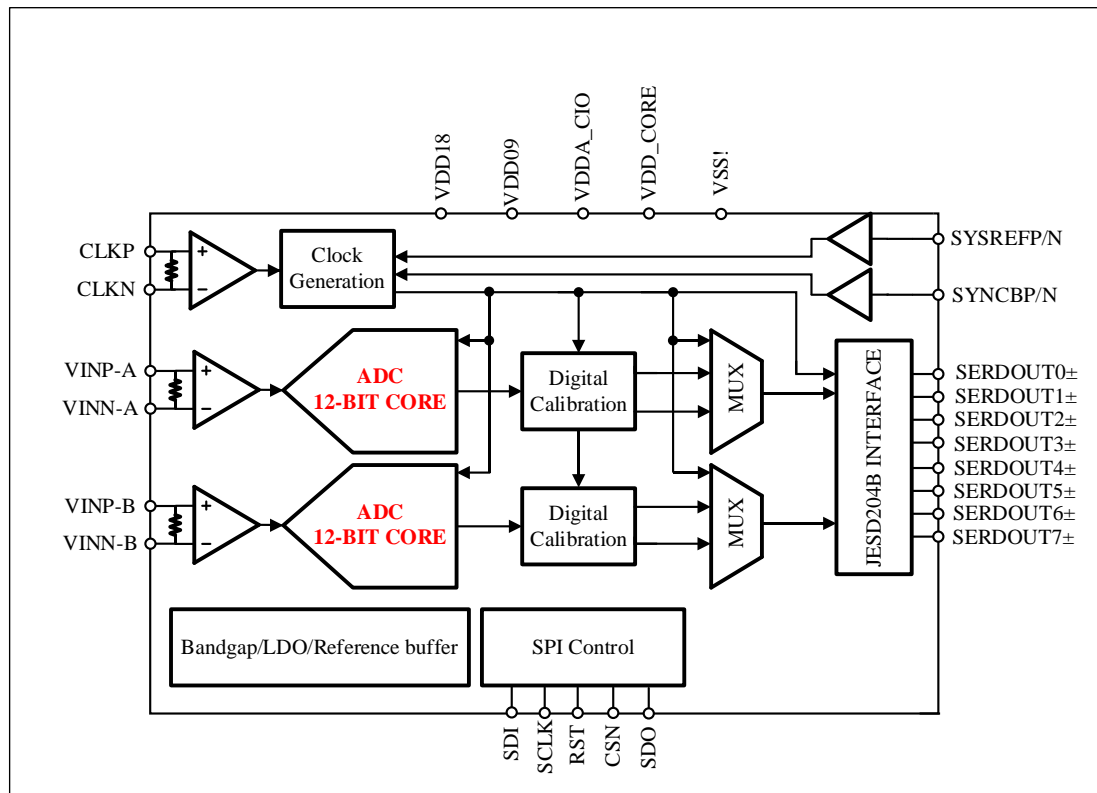 VDD18
VDD09
VDDA_CIO
VDD_CORE
VSS!
CLKP
CLKN
+
−
Clock
Generation
SYSREFP/N
SYNCBP/N
VINP-A
VINN-A
+
−
ADC
12-BIT CORE
Digital
Calibration
MUX
JESD204B INTERFACE
SERDOUT0±
SERDOUT1±
SERDOUT2±
SERDOUT3±
SERDOUT4±
SERDOUT5±
SERDOUT6±
SERDOUT7±
VINP-B
VINN-B
+
−
ADC
12-BIT CORE
Digital
Calibration
MUX
Bandgap/LDO/Reference buffer
SPI Control
SDI
SCLK
RST
CSN
SDO